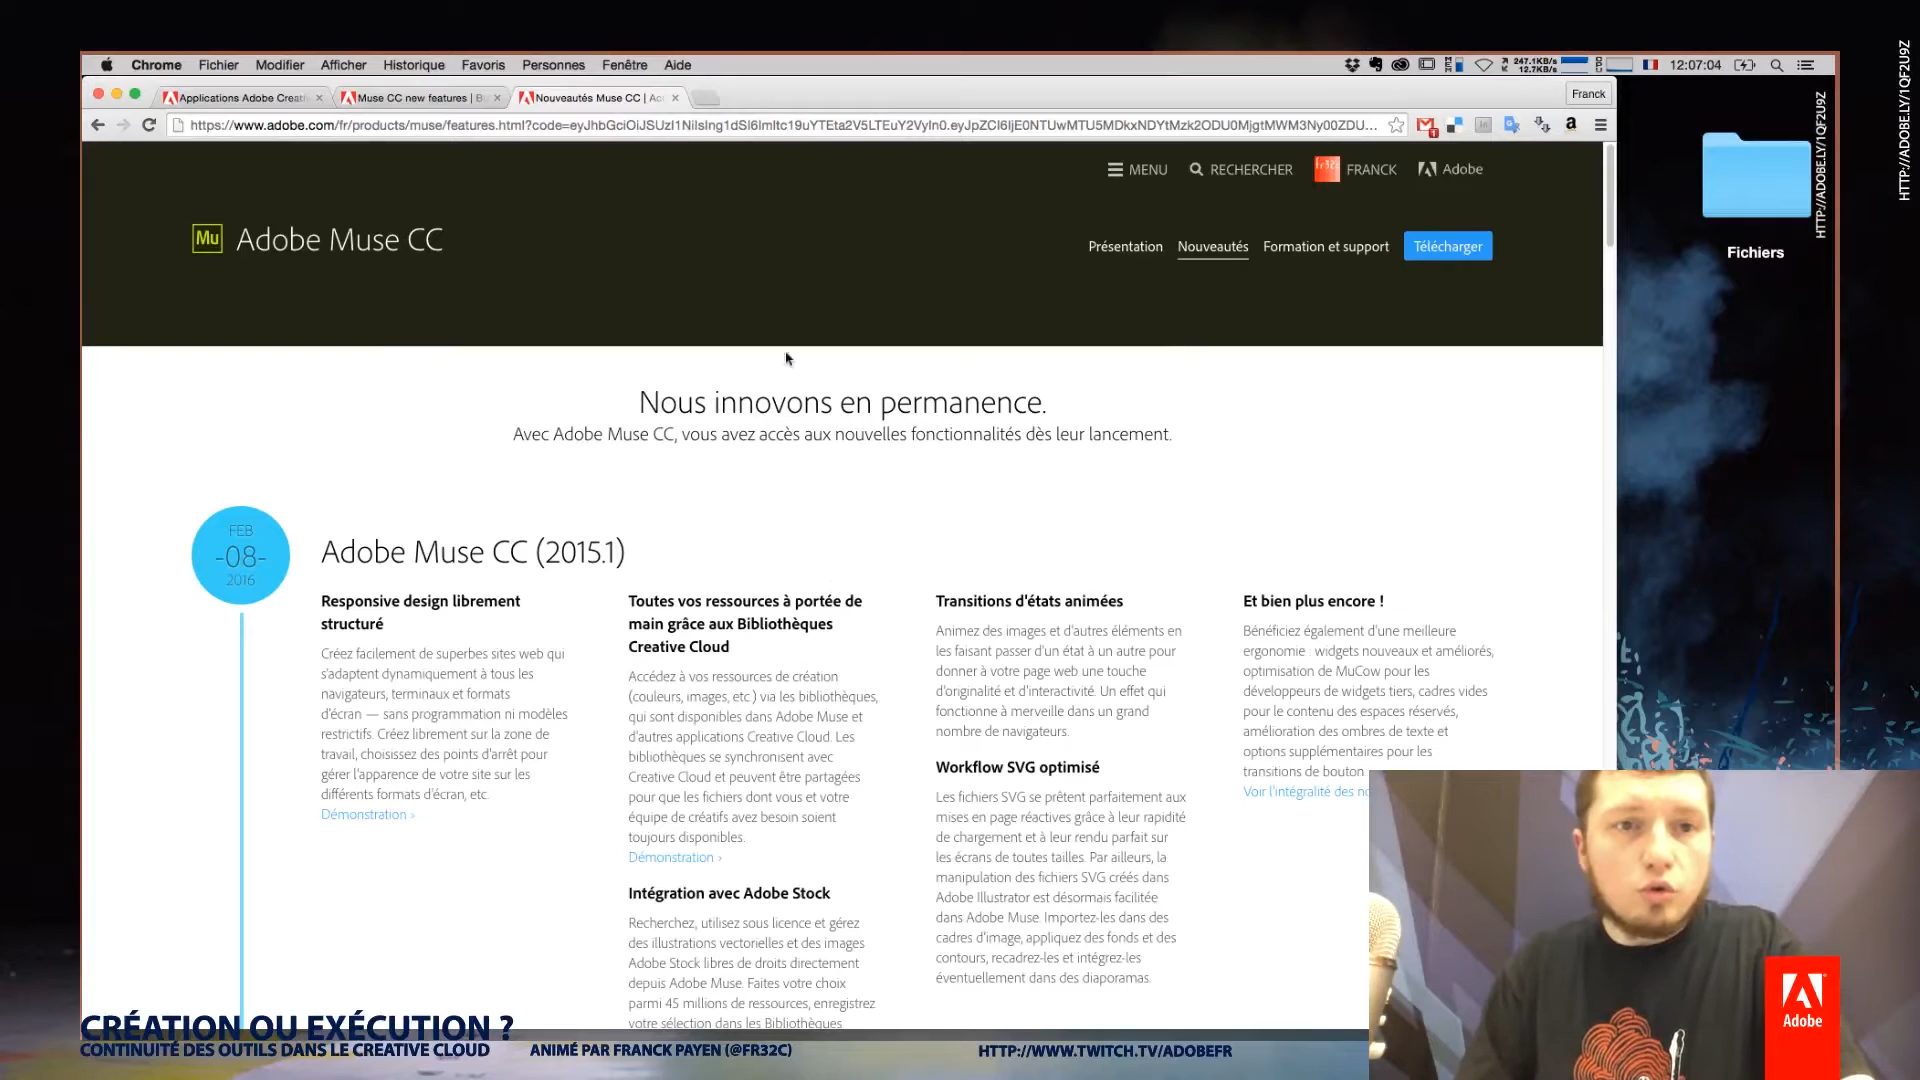 Chrome Fichier Modifier Afficher Historique Favoris Personnes Fenêtre Aide
247.1KB/s
12.7KB/s
12:07:04
Applications Adobe Creati
Muse CC new features | B
Nouveautés Muse CC | Ad
Franck
https://www.adobe.com/fr/products/muse/features.html?code=
MENU
RECHERCHER
FRANCK
Adobe
Mu Adobe Muse CC
Présentation
Nouveautés
Formation et support
Télécharger
Fichiers
HTTP://ADOBE.LY/1QF2U9Z
HTTP://ADOBE.LY/1QF2U9Z
Nous innovons en permanence.
Avec Adobe Muse CC, vous avez accès aux nouvelles fonctionnalités dès leur lancement.
FEB
-08-
2016
Adobe Muse CC (2015.1)
Responsive design librement
structuré
Créez facilement de superbes sites web qui
s'adaptent dynamiquement à tous les
navigateurs, terminaux et formats
d'écran — sans programmation ni modèles
restrictifs. Créez librement sur la zone de
travail, choisissez des points d'arrêt pour
gérer l'apparence de votre site sur les
différents formats d'écran, etc.
Démonstration ›
Toutes vos ressources à portée de
main grâce aux Bibliothèques
Creative Cloud
Accédez à vos ressources de création
(couleurs, images, etc.) via les bibliothèques,
qui sont disponibles dans Adobe Muse et
d'autres applications Creative Cloud. Les
bibliothèques se synchronisent avec
Creative Cloud et peuvent être partagées
pour que les fichiers dont vous et votre
équipe de créatifs avez besoin soient
toujours disponibles.
Démonstration ›
Intégration avec Adobe Stock
Recherchez, utilisez sous licence et gérez
des illustrations vectorielles et des images
Adobe Stock libres de droits directement
depuis Adobe Muse. Faites votre choix
parmi 45 millions de ressources, enregistrez
votre sélection dans les Bibliothèques
Transitions d'états animées
Animez des images et d'autres éléments en
les faisant passer d'un état à un autre pour
donner à votre page web une touche
d'originalité et d'interactivité. Un effet qui
fonctionne à merveille dans un grand
nombre de navigateurs.
Workflow SVG optimisé
Les fichiers SVG se prêtent parfaitement aux
mises en page réactives grâce à leur rapidité
de chargement et à leur rendu parfait sur
les écrans de toutes tailles. Par ailleurs, la
manipulation des fichiers SVG créés dans
Adobe Illustrator est désormais facilitée
dans Adobe Muse. Importez-les dans des
cadres d'image, appliquez des fonds et des
contours, recadrez-les et intégrez-les
éventuellement dans des diaporamas.
Et bien plus encore !
Bénéficiez également d'une meilleure
ergonomie : widgets nouveaux et améliorés,
optimisation de MuCow pour les
développeurs de widgets tiers, cadres vides
pour le contenu des espaces réservés,
amélioration des ombres de texte et
options supplémentaires pour les
transitions de bouton.
Voir l'intégralité des no
CRÉATION OU EXÉCUTION ?
CONTINUITÉ DES OUTILS DANS LE CREATIVE CLOUD
ANIMÉ PAR FRANCK PAYEN (@FR32C)
HTTP://WWW.TWITCH.TV/ADOBEFR
Adobe